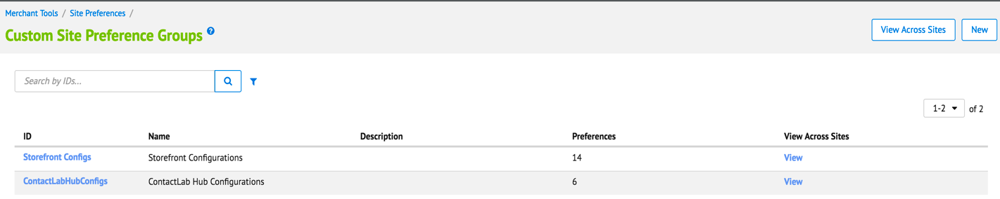 Merchant Tools / Site Preferences /
Custom Site Preference Groups ?
View Across Sites New
Search by IDs...
1-2 of 2
ID Name Description Preferences View Across Sites
Storefront Configs Storefront Configurations 14 View
ContactLabHubConfigs ContactLab Hub Configurations 6 View